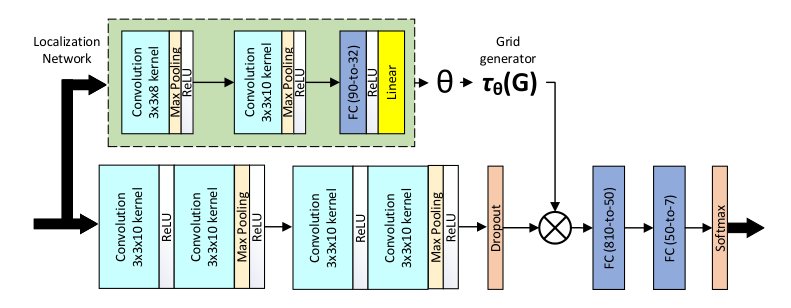 Localization
Network
Convolution
3x3x8 kernel
Max Pooling
ReLU
Convolution
3x3x10 kernel
Max Pooling
ReLU
FC (90-to-32)
ReLU
Linear
θ
Grid
generator
τθ(G)
Convolution
3x3x10 kernel
ReLU
Convolution
3x3x10 kernel
Max Pooling
ReLU
Convolution
3x3x10 kernel
ReLU
Convolution
3x3x10 kernel
Max Pooling
ReLU
Dropout
FC (810-to-50)
FC (50-to-7)
Softmax